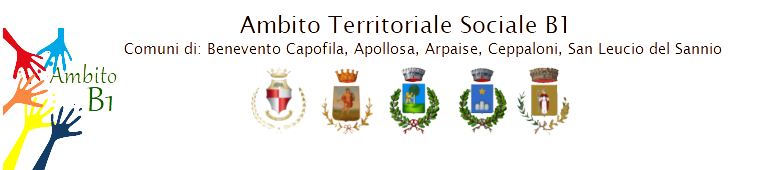 Ambito Territoriale Sociale B1
Comuni di: Benevento Capofila, Apollosa, Arpaise, Ceppaloni, San Leucio del Sannio
Ambito
B1